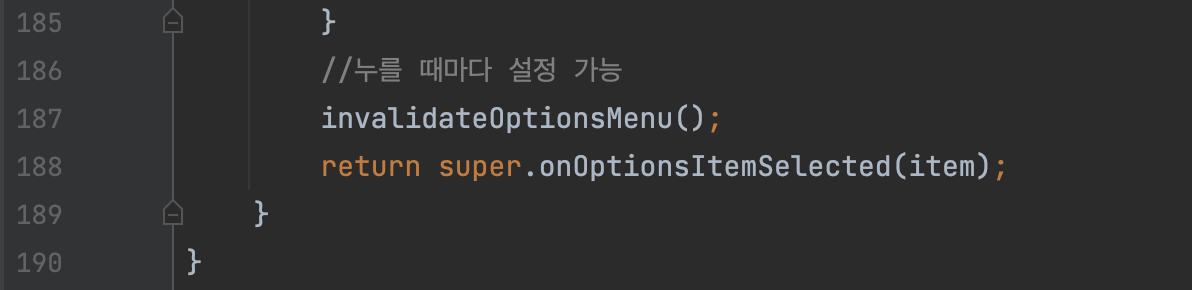 185 }
186 //누를 때마다 설정 가능
187 invalidateOptionsMenu();
188 return super.onOptionsItemSelected(item);
189 }
190 }